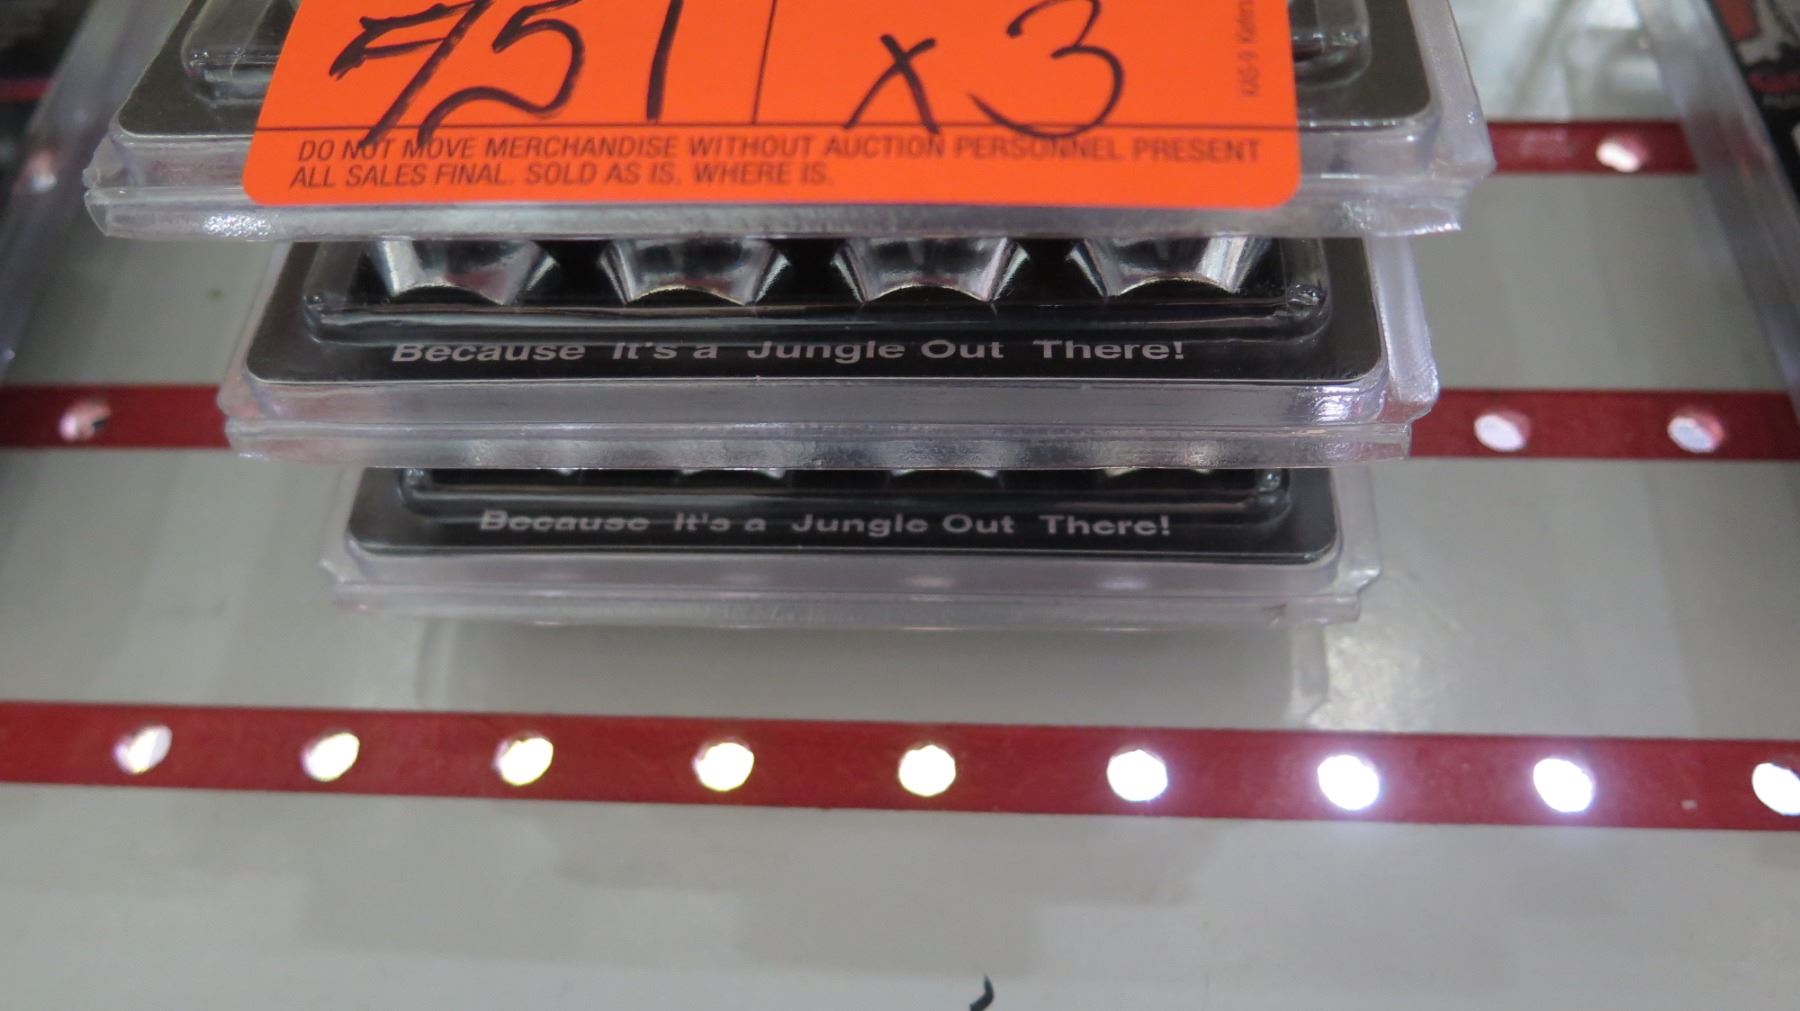 751 x 3
DO NOT MOVE MERCHANDISE WITHOUT AUCTION PERSONNEL PRESENT
ALL SALES FINAL. SOLD AS IS. WHERE IS.
Because It's a Jungle Out There!
Because It's a Jungle Out There!